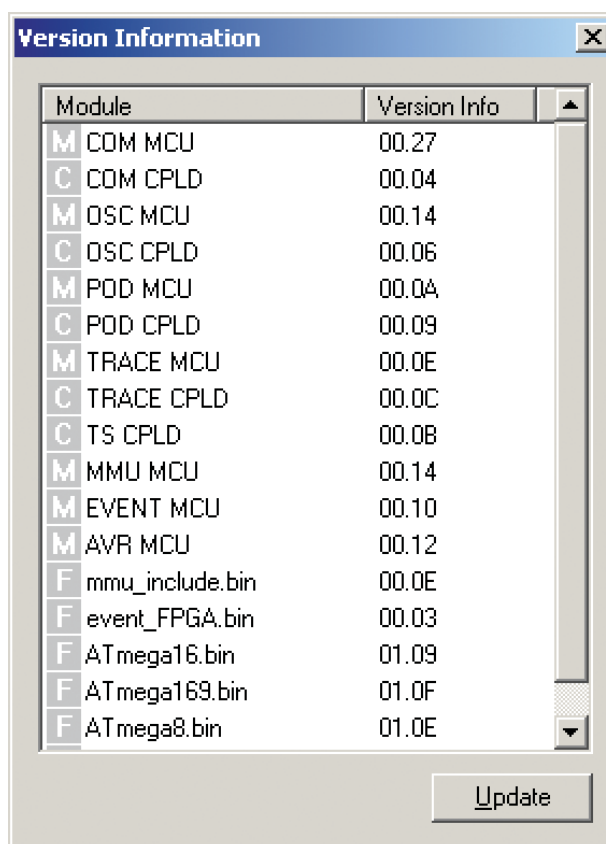 Version Information
Module Version Info
M COM MCU 00.27
C COM CPLD 00.04
M OSC MCU 00.14
C OSC CPLD 00.06
M POD MCU 00.0A
C POD CPLD 00.09
M TRACE MCU 00.0E
C TRACE CPLD 00.0C
C TS CPLD 00.0B
M MMU MCU 00.14
M EVENT MCU 00.10
M AVR MCU 00.12
F mmu_include.bin 00.0E
F event_FPGA.bin 00.03
F ATmega16.bin 01.09
F ATmega169.bin 01.0F
F ATmega8.bin 01.0E
Update